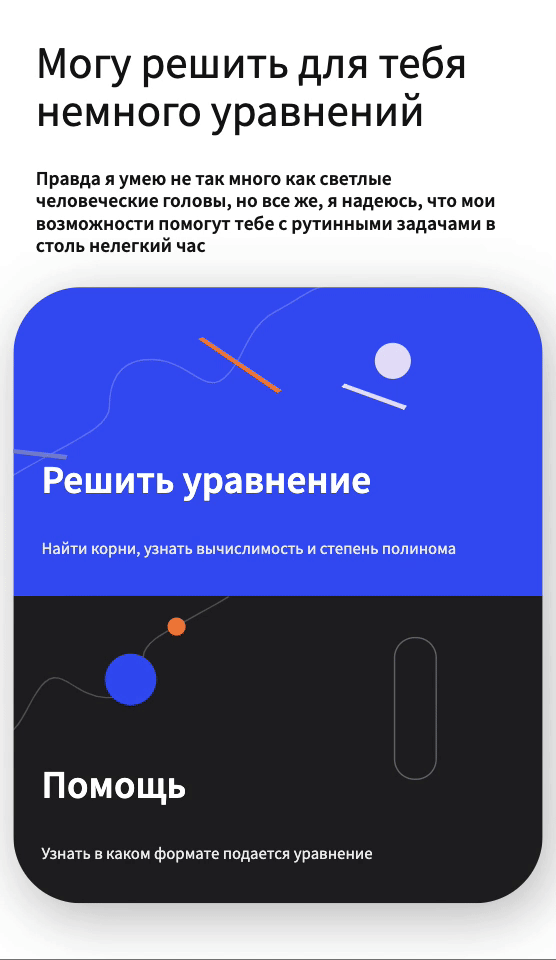 Могу решить для тебя
немного уравнений
Правда я умею не так много как светлые
человеческие головы, но все же, я надеюсь, что мои
возможности помогут тебе с рутинными задачами в
столь нелегкий час
Решить уравнение
Найти корни, узнать вычислимость и степень полинома
Помощь
Узнать в каком формате подается уравнение